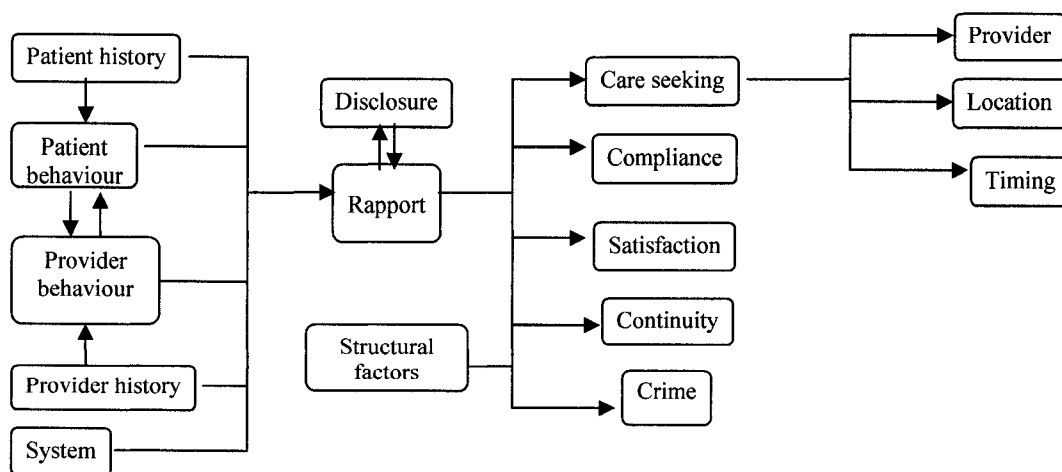 Patient history
Patient
behaviour
Provider
behaviour
Provider history
System
Disclosure
Rapport
Structural
factors
Care seeking
Compliance
Satisfaction
Continuity
Crime
Provider
Location
Timing